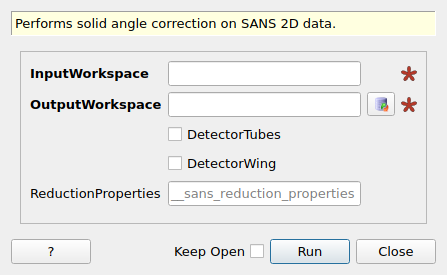 Performs solid angle correction on SANS 2D data.
InputWorkspace
OutputWorkspace
DetectorTubes
DetectorWing
ReductionProperties __sans_reduction_properties
? Keep Open Run Close